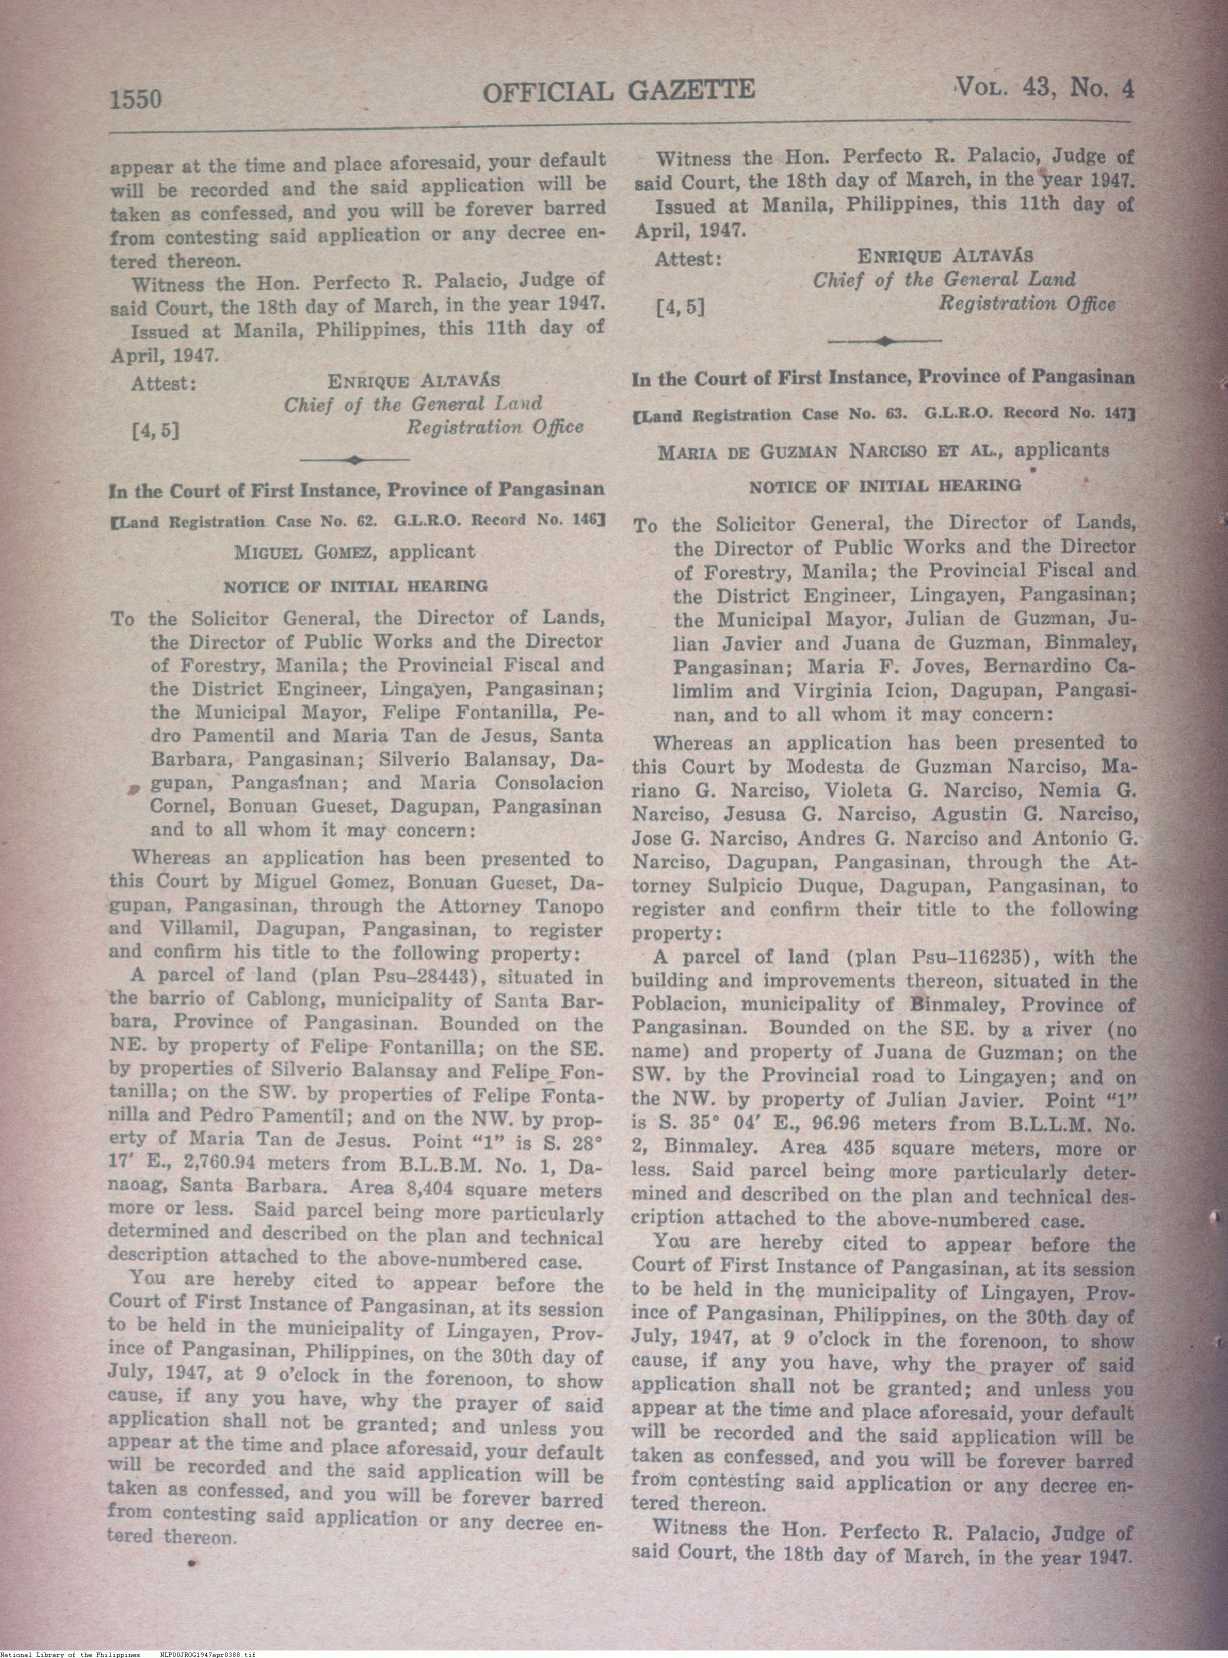 1550
OFFICIAL GAZETTE
VOL. 43, No. 4
appear at the time and place aforesaid, your default
will be recorded and the said application will be
taken as confessed, and you will be forever barred
from contesting said application or any decree en-
tered thereon.
Witness the Hon. Perfecto R. Palacio, Judge of
said Court, the 18th day of March, in the year 1947.
Issued at Manila, Philippines, this 11th day of
April, 1947.
Attest: ENRIQUE ALTAVÁS
Chief of the General Land
[4, 5] Registration Office
In the Court of First Instance, Province of Pangasinan
[Land Registration Case No. 62. G.L.R.O. Record No. 146]
MIGUEL GOMEZ, applicant
NOTICE OF INITIAL HEARING
To the Solicitor General, the Director of Lands,
the Director of Public Works and the Director
of Forestry, Manila; the Provincial Fiscal and
the District Engineer, Lingayen, Pangasinan;
the Municipal Mayor, Felipe Fontanilla, Pe-
dro Pamentil and Maria Tan de Jesus, Santa
Barbara, Pangasinan; Silverio Balansay, Da-
gupan, Pangasinan; and Maria Consolacion
Cornel, Bonuan Gueset, Dagupan, Pangasinan
and to all whom it may concern:
Whereas an application has been presented to
this Court by Miguel Gomez, Bonuan Gueset, Da-
gupan, Pangasinan, through the Attorney Tanopo
and Villamil, Dagupan, Pangasinan, to register
and confirm his title to the following property:
A parcel of land (plan Psu-28443), situated in
the barrio of Cablong, municipality of Santa Bar-
bara, Province of Pangasinan. Bounded on the
NE. by property of Felipe Fontanilla; on the SE.
by properties of Silverio Balansay and Felipe Fon-
tanilla; on the SW. by properties of Felipe Fonta-
nilla and Pedro Pamentil; and on the NW. by prop-
erty of Maria Tan de Jesus. Point "1" is S. 28°
17′ E., 2,760.94 meters from B.L.B.M. No. 1, Da-
naoag, Santa Barbara. Area 8,404 square meters
more or less. Said parcel being more particularly
determined and described on the plan and technical
description attached to the above-numbered case.
You are hereby cited to appear before the
Court of First Instance of Pangasinan, at its session
to be held in the municipality of Lingayen, Prov-
ince of Pangasinan, Philippines, on the 30th day of
July, 1947, at 9 o'clock in the forenoon, to show
cause, if any you have, why the prayer of said
application shall not be granted; and unless you
appear at the time and place aforesaid, your default
will be recorded and the said application will be
taken as confessed, and you will be forever barred
from contesting said application or any decree en-
tered thereon.
Witness the Hon. Perfecto R. Palacio, Judge of
said Court, the 18th day of March, in the year 1947.
Issued at Manila, Philippines, this 11th day of
April, 1947.
Attest: ENRIQUE ALTAVÁS
Chief of the General Land
[4, 5] Registration Office
In the Court of First Instance, Province of Pangasinan
[Land Registration Case No. 63. G.L.R.O. Record No. 147]
MARIA DE GUZMAN NARCISO ET AL., applicants
NOTICE OF INITIAL HEARING
To the Solicitor General, the Director of Lands,
the Director of Public Works and the Director
of Forestry, Manila; the Provincial Fiscal and
the District Engineer, Lingayen, Pangasinan;
the Municipal Mayor, Julian de Guzman, Ju-
lian Javier and Juana de Guzman, Binmaley,
Pangasinan; Maria F. Joves, Bernardino Ca-
limlim and Virginia Icion, Dagupan, Pangasi-
nan, and to all whom it may concern:
Whereas an application has been presented to
this Court by Modesta de Guzman Narciso, Ma-
riano G. Narciso, Violeta G. Narciso, Nemia G.
Narciso, Jesusa G. Narciso, Agustin G. Narciso,
Jose G. Narciso, Andres G. Narciso and Antonio G.
Narciso, Dagupan, Pangasinan, through the At-
torney Sulpicio Duque, Dagupan, Pangasinan, to
register and confirm their title to the following
property:
A parcel of land (plan Psu-116235), with the
building and improvements thereon, situated in the
Poblacion, municipality of Binmaley, Province of
Pangasinan. Bounded on the SE. by a river (no
name) and property of Juana de Guzman; on the
SW. by the Provincial road to Lingayen; and on
the NW. by property of Julian Javier. Point "1"
is S. 35° 04′ E., 96.96 meters from B.L.L.M. No.
2, Binmaley. Area 435 square meters, more or
less. Said parcel being more particularly deter-
mined and described on the plan and technical des-
cription attached to the above-numbered case.
You are hereby cited to appear before the
Court of First Instance of Pangasinan, at its session
to be held in the municipality of Lingayen, Prov-
ince of Pangasinan, Philippines, on the 30th day of
July, 1947, at 9 o'clock in the forenoon, to show
cause, if any you have, why the prayer of said
application shall not be granted; and unless you
appear at the time and place aforesaid, your default
will be recorded and the said application will be
taken as confessed, and you will be forever barred
from contesting said application or any decree en-
tered thereon.
Witness the Hon. Perfecto R. Palacio, Judge of
said Court, the 18th day of March, in the year 1947.
National Library of the Philippines NLP00JROG1947apr0388.tif